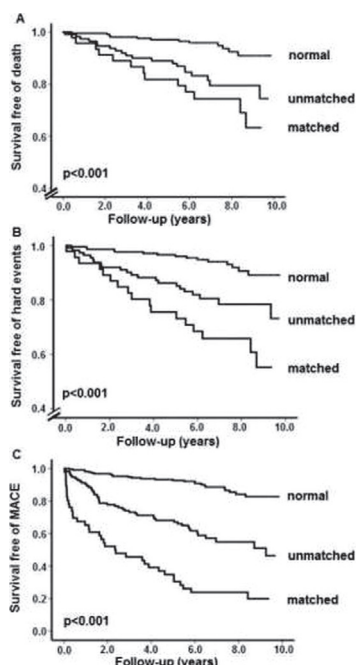 A
Survival free of death
1.0
0.8
0.6
0.4
normal
unmatched
matched
p<0.001
0.0 2.0 4.0 6.0 8.0 10.0
Follow-up (years)
B
Survival free of hard events
1.0
0.8
0.6
0.4
normal
unmatched
matched
p<0.001
0.0 2.0 4.0 6.0 8.0 10.0
Follow-up (years)
C
Survival free of MACE
1.0
0.8
0.6
0.4
0.2
0.0
normal
unmatched
matched
p<0.001
0.0 2.0 4.0 6.0 8.0 10.0
Follow-up (years)